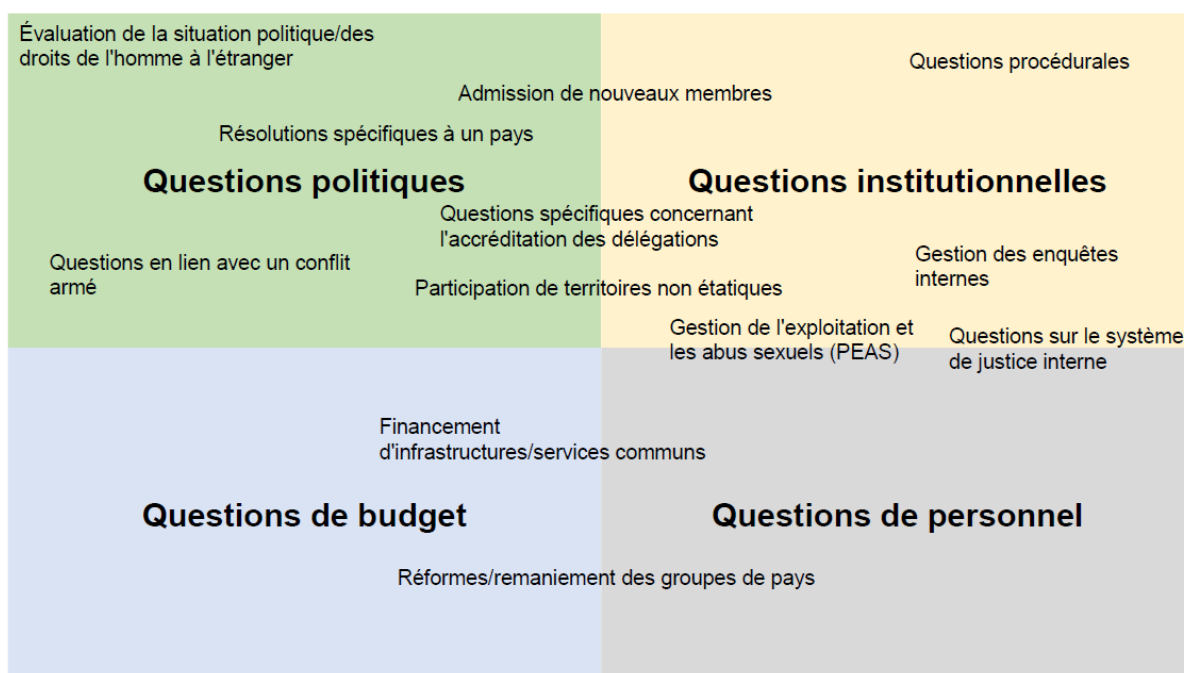 Évaluation de la situation politique/des
droits de l'homme à l'étranger
Questions procédurales
Admission de nouveaux membres
Résolutions spécifiques à un pays
Questions politiques
Questions institutionnelles
Questions spécifiques concernant
l'accréditation des délégations
Questions en lien avec un conflit
armé
Gestion des enquêtes
internes
Participation de territoires non étatiques
Gestion de l'exploitation et
les abus sexuels (PEAS)
Questions sur le système
de justice interne
Financement
d'infrastructures/services communs
Questions de budget
Questions de personnel
Réformes/remaniement des groupes de pays